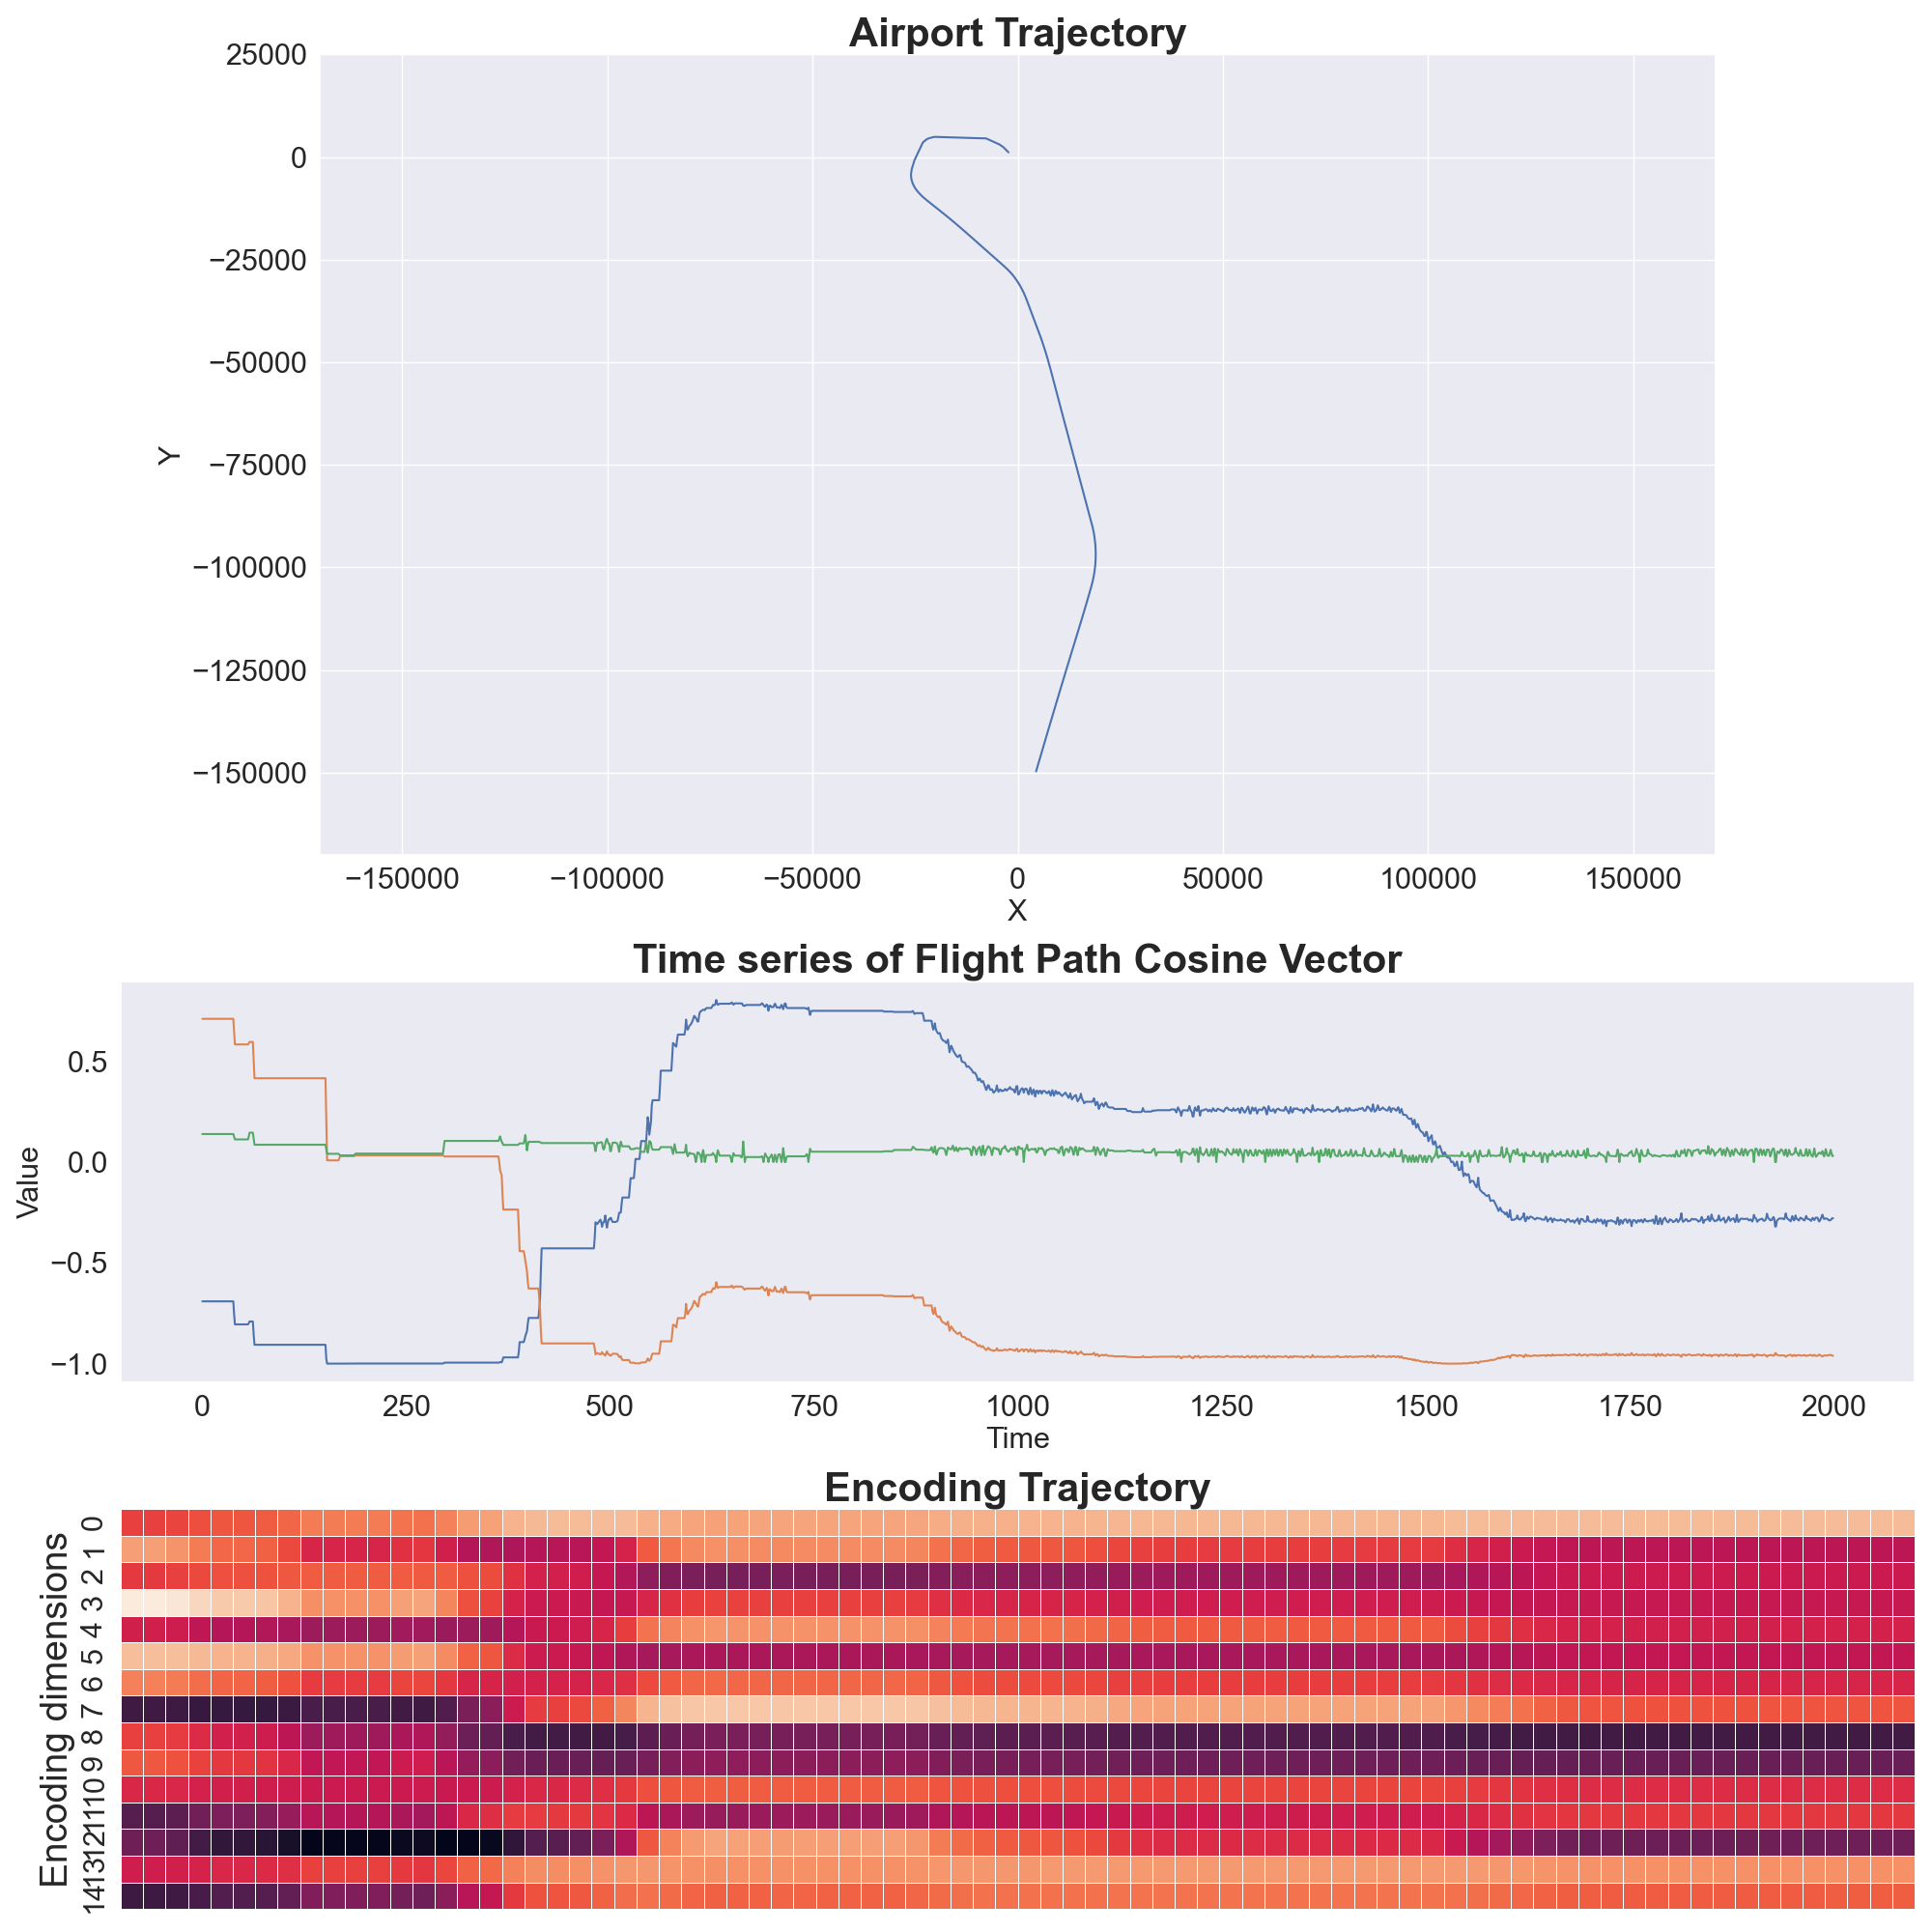 Airport Trajectory
25000
0
−25000
−50000
−75000
−100000
−125000
−150000
Y
−150000 −100000 −50000 0 50000 100000 150000
X
Time series of Flight Path Cosine Vector
0.5
0.0
−0.5
−1.0
Value
0 250 500 750 1000 1250 1500 1750 2000
Time
Encoding Trajectory
Encoding dimensions
0
1
2
3
4
5
6
7
8
9
10
11
12
13
14